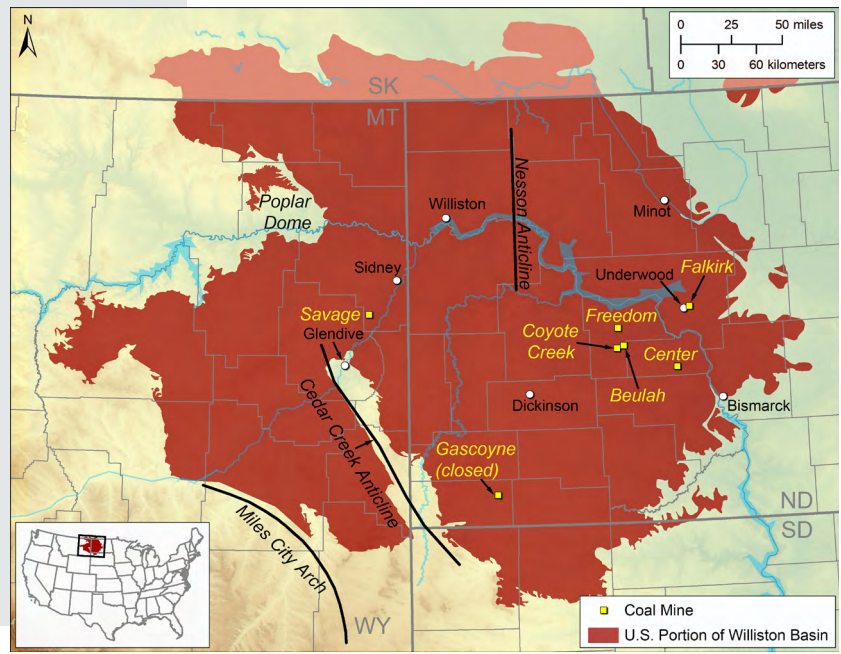 N
0 25 50 miles
0 30 60 kilometers
SK
MT
Nesson Anticline
Poplar
Dome
Williston
Minot
Sidney
Underwood
Falkirk
Savage
Glendive
Freedom
Coyote
Creek
Center
Beulah
Cedar Creek Anticline
Dickinson
Bismarck
Gascoyne
(closed)
Miles City Arch
ND
SD
WY
Coal Mine
U.S. Portion of Williston Basin